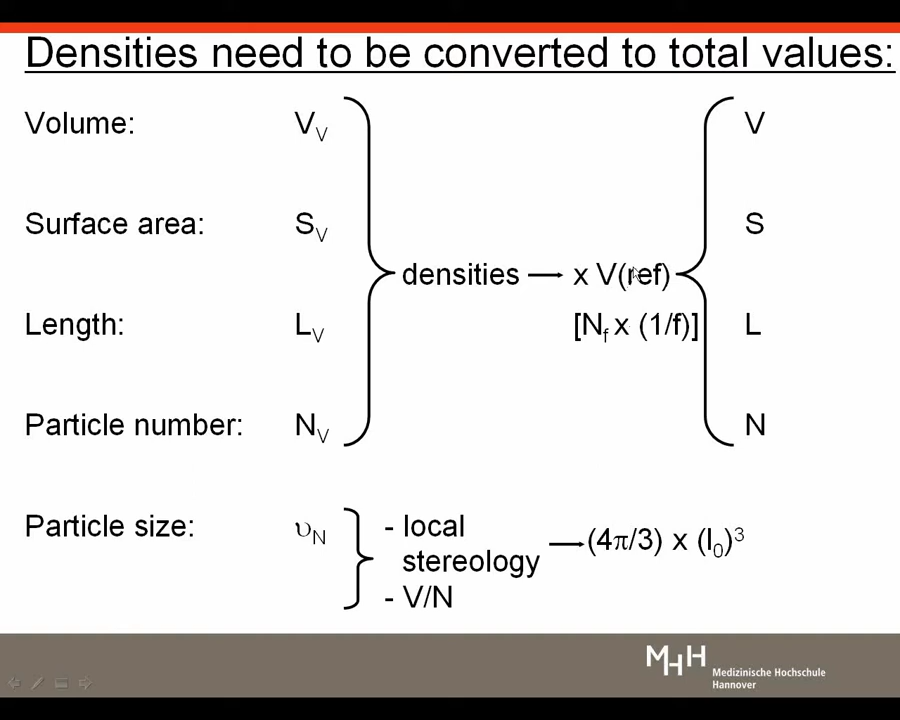 Densities need to be converted to total values:
Volume: V_V V
Surface area: S_V S
densities → x V(ref)
Length: L_V [N_f x (1/f)] L
Particle number: N_V N
Particle size: υ_N - local → (4π/3) x (l₀)³
stereology
- V/N
MHH
Medizinische Hochschule
Hannover